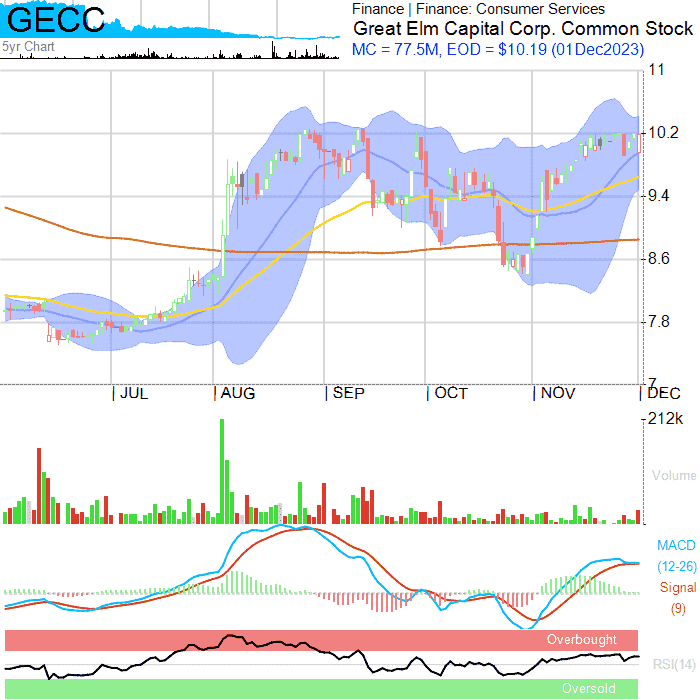 GECC
5yr Chart
Finance | Finance: Consumer Services
Great Elm Capital Corp. Common Stock
MC = 77.5M, EOD = $10.19 (01Dec2023)
11
10.2
9.4
8.6
7.8
7
JUL
AUG
SEP
OCT
NOV
DEC
212k
Volume
MACD
(12-26)
Signal
(9)
Overbought
RSI(14)
Oversold